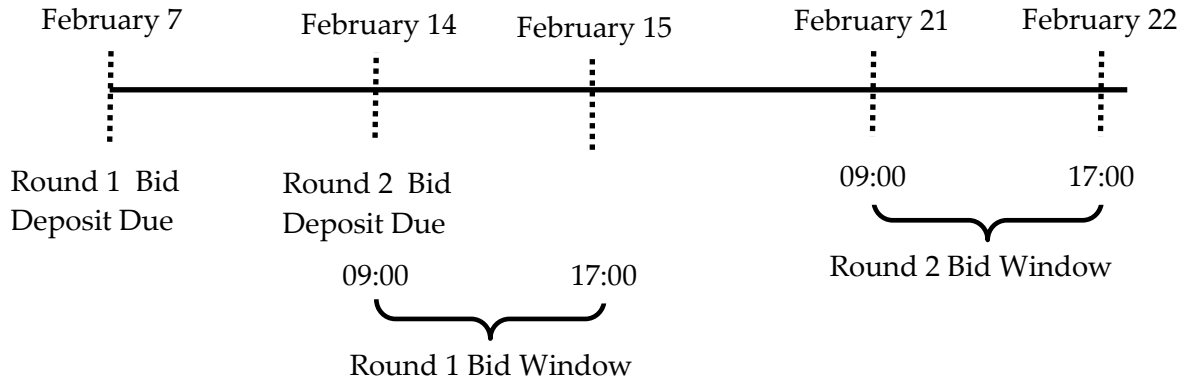 February 7
February 14
February 15
February 21
February 22
Round 1 Bid
Deposit Due
Round 2 Bid
Deposit Due
09:00
17:00
Round 2 Bid Window
09:00
17:00
Round 1 Bid Window